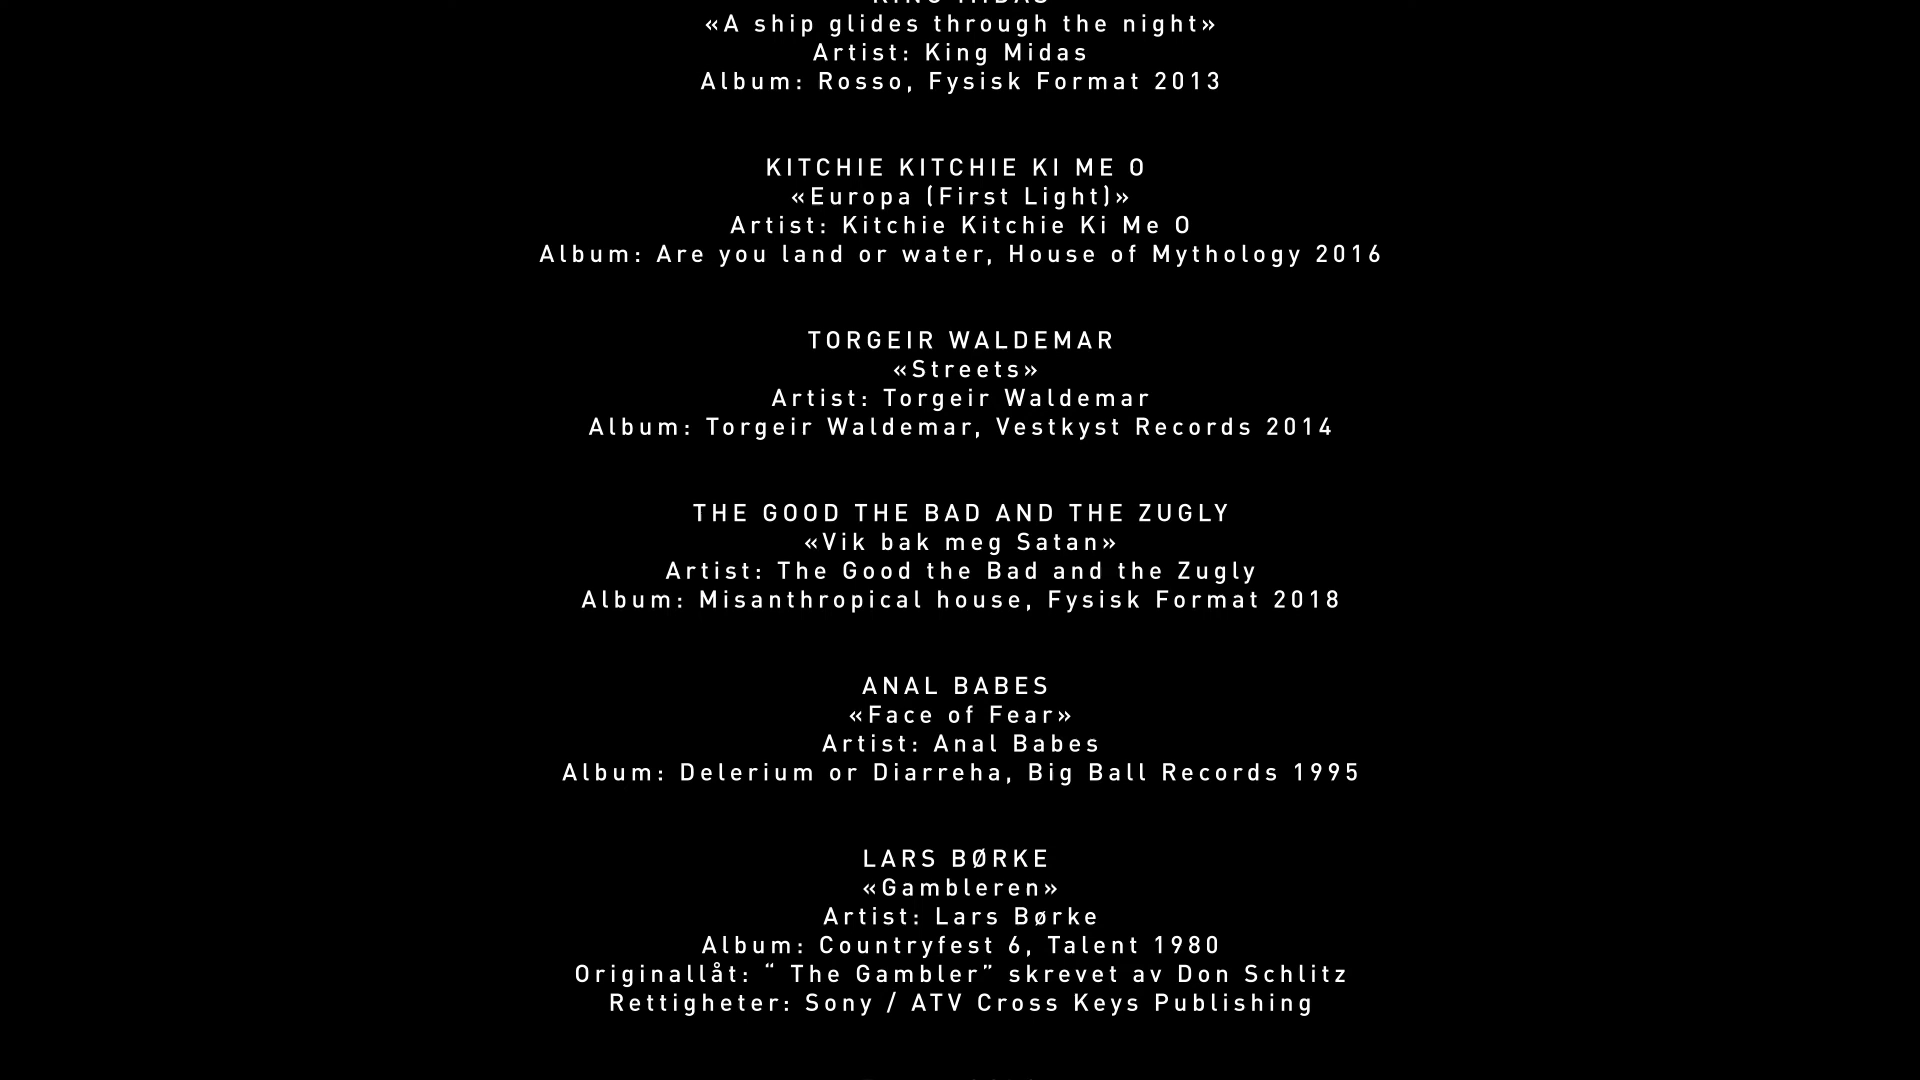 KING MIDAS
«A ship glides through the night»
Artist: King Midas
Album: Rosso, Fysisk Format 2013
KITCHIE KITCHIE KI ME O
«Europa (First Light)»
Artist: Kitchie Kitchie Ki Me O
Album: Are you land or water, House of Mythology 2016
TORGEIR WALDEMAR
«Streets»
Artist: Torgeir Waldemar
Album: Torgeir Waldemar, Vestkyst Records 2014
THE GOOD THE BAD AND THE ZUGLY
«Vik bak meg Satan»
Artist: The Good the Bad and the Zugly
Album: Misanthropical house, Fysisk Format 2018
ANAL BABES
«Face of Fear»
Artist: Anal Babes
Album: Delerium or Diarreha, Big Ball Records 1995
LARS BØRKE
«Gambleren»
Artist: Lars Børke
Album: Countryfest 6, Talent 1980
Originallåt: “ The Gambler” skrevet av Don Schlitz
Rettigheter: Sony / ATV Cross Keys Publishing